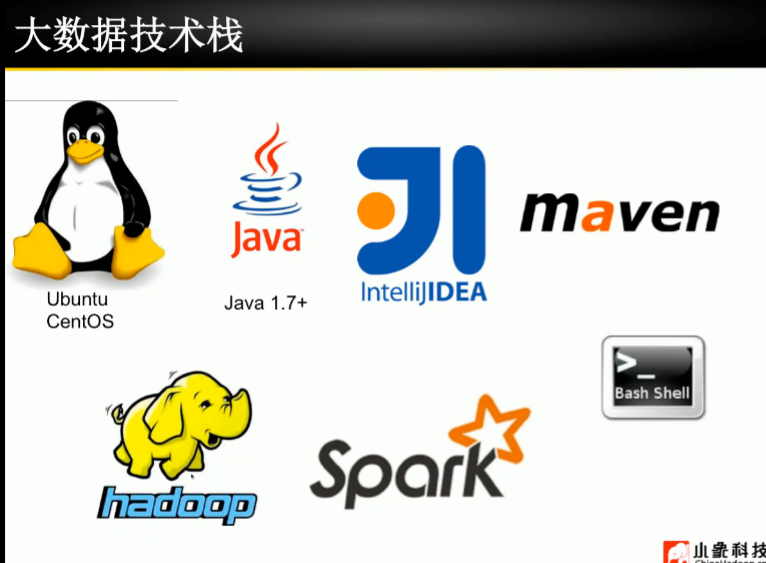 大数据技术栈
Java
maven
IntelliJIDEA
Ubuntu
CentOS
Java 1.7+
>_
Bash Shell
hadoop
Spark
小象科技